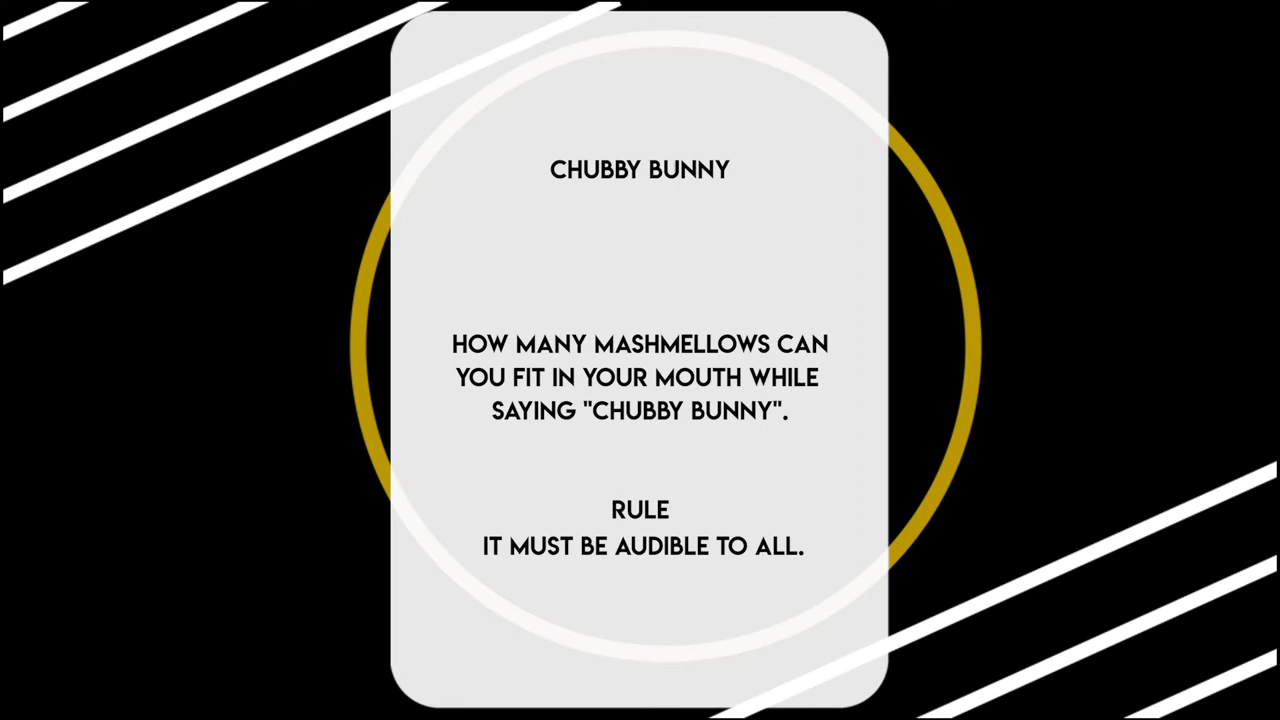 CHUBBY BUNNY
HOW MANY MASHMELLOWS CAN
YOU FIT IN YOUR MOUTH WHILE
SAYING "CHUBBY BUNNY".
RULE
IT MUST BE AUDIBLE TO ALL.